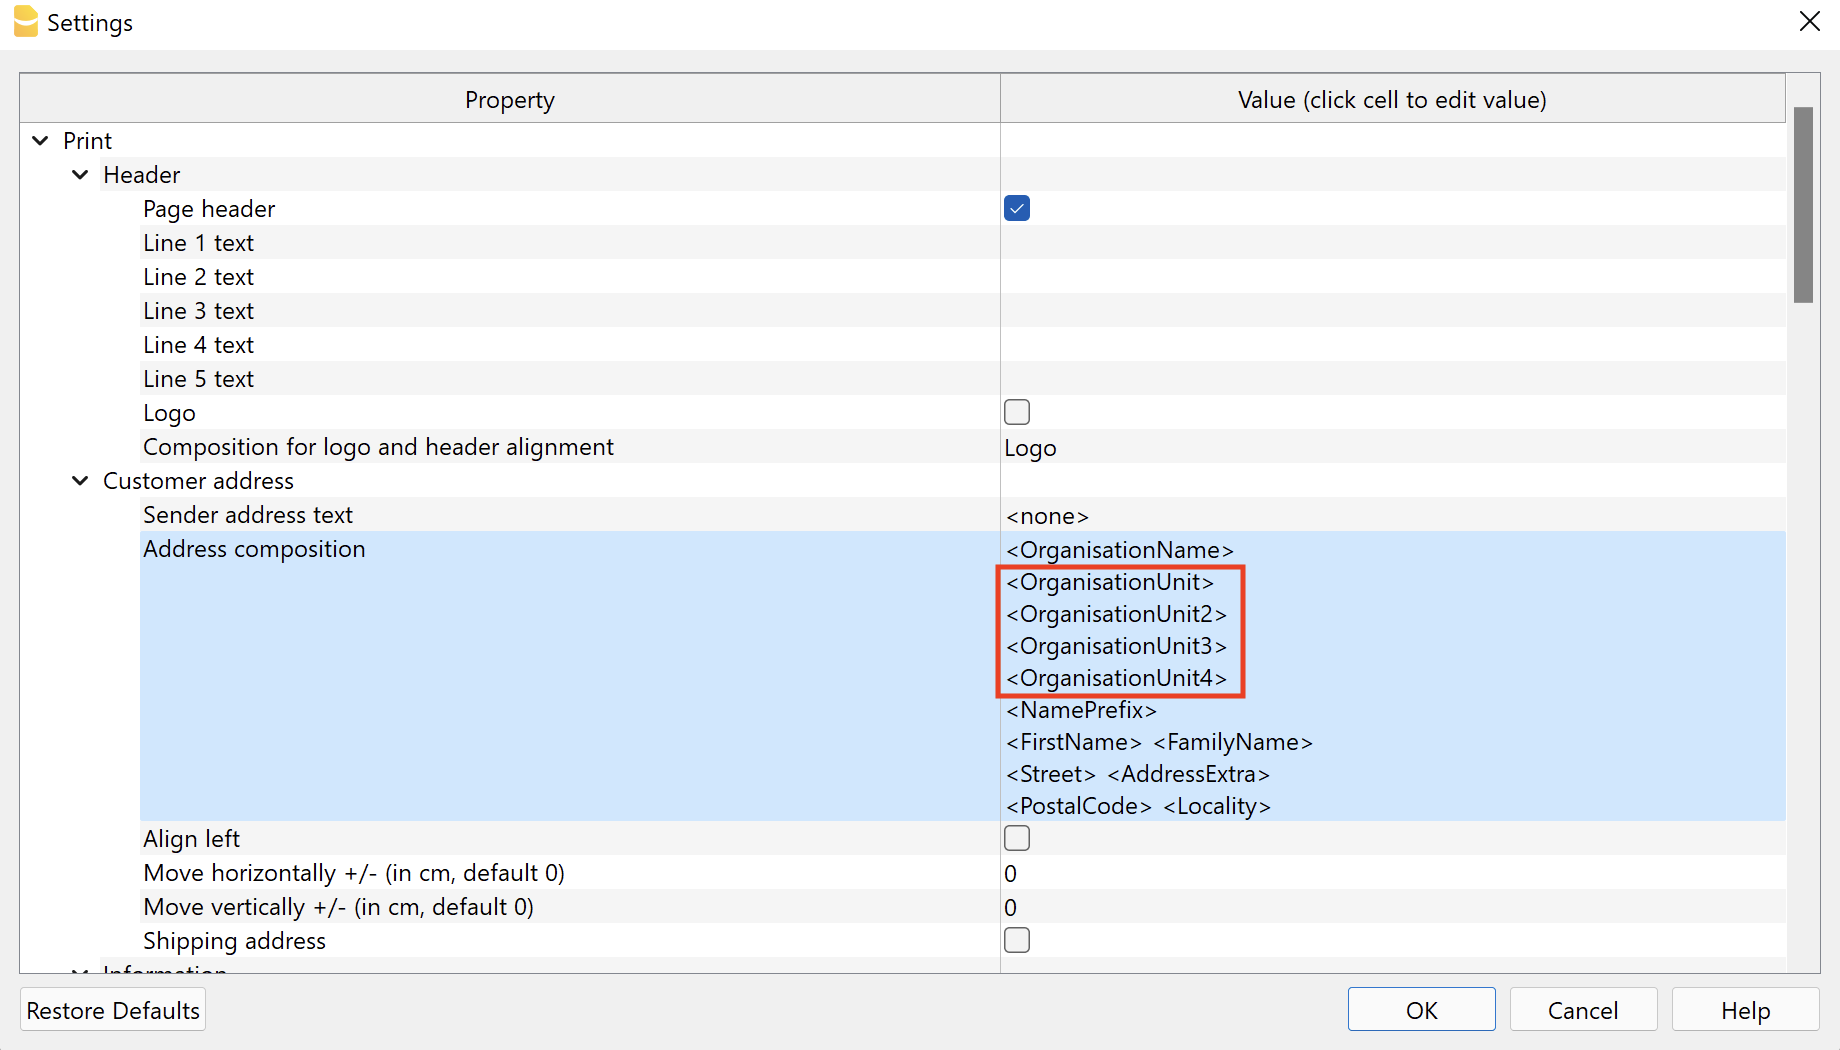 Settings
Property Value (click cell to edit value)
Print
Header
Page header
Line 1 text
Line 2 text
Line 3 text
Line 4 text
Line 5 text
Logo
Composition for logo and header alignment Logo
Customer address
Sender address text <none>
Address composition <OrganisationName>
<OrganisationUnit>
<OrganisationUnit2>
<OrganisationUnit3>
<OrganisationUnit4>
<NamePrefix>
<FirstName> <FamilyName>
<Street> <AddressExtra>
<PostalCode> <Locality>
Align left
Move horizontally +/- (in cm, default 0) 0
Move vertically +/- (in cm, default 0) 0
Shipping address
Information
Restore Defaults OK Cancel Help